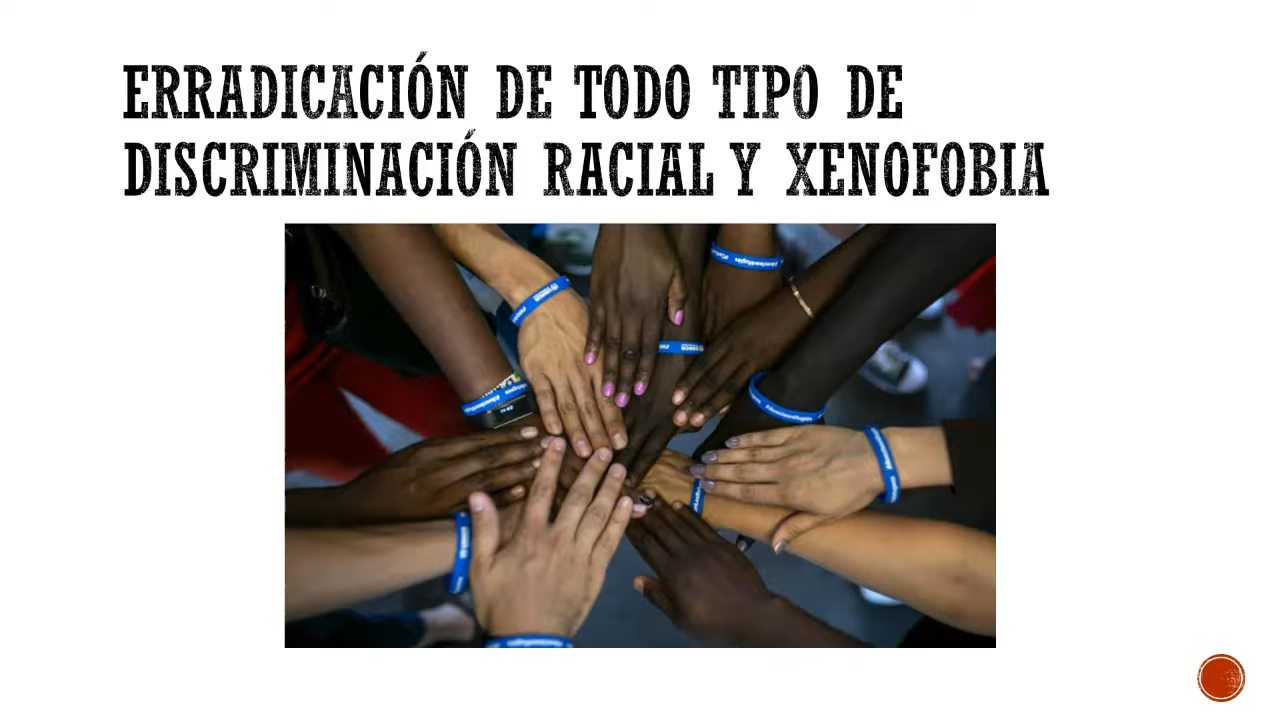 ERRADICACIÓN DE TODO TIPO DE
DISCRIMINACIÓN RACIAL Y XENOFOBIA